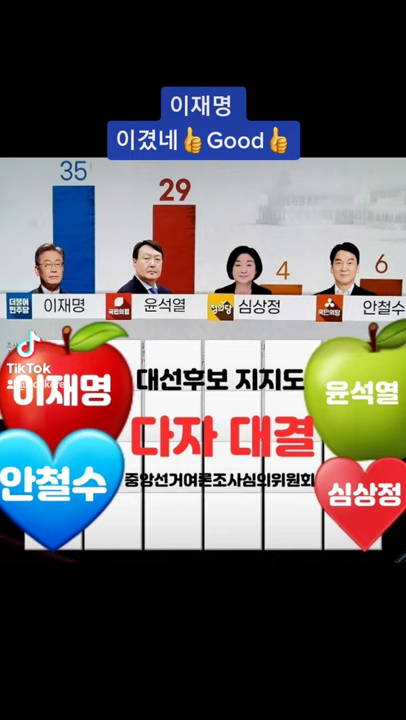 이재명
이겼네👍Good👍
35
29
4
6
더불어
민주당
이재명
국민의힘
윤석열
정의당
심상정
국민의당
안철수
TikTok
이재명
대선후보 지지도
윤석열
다자 대결
안철수
중앙선거여론조사심의위원회
심상정